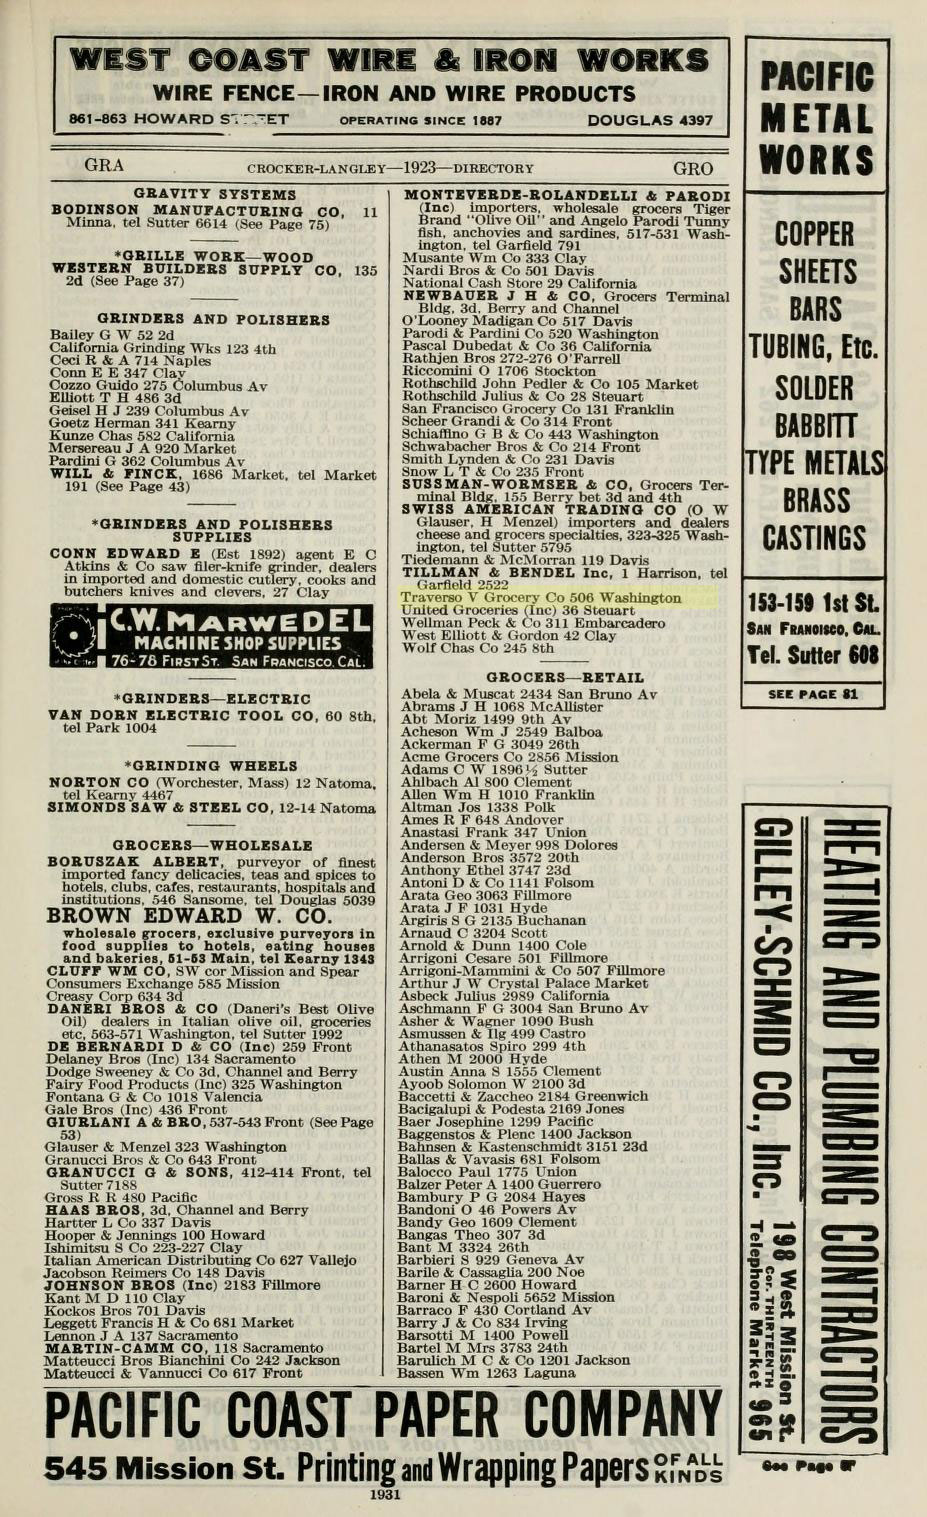 WEST COAST WIRE & IRON WORKS
WIRE FENCE—IRON AND WIRE PRODUCTS
861-863 HOWARD STREET OPERATING SINCE 1887 DOUGLAS 4397
GRA CROCKER-LANGLEY—1923—DIRECTORY GRO
GRAVITY SYSTEMS
BODINSON MANUFACTURING CO, 11
Minna, tel Sutter 6614 (See Page 75)
*GRILLE WORK—WOOD
WESTERN BUILDERS SUPPLY CO, 135
2d (See Page 37)
GRINDERS AND POLISHERS
Bailey G W 52 2d
California Grinding Wks 123 4th
Ceci R & A 714 Naples
Conn E E 347 Clay
Cozzo Guido 275 Columbus Av
Elliott T H 486 3d
Geisel H J 239 Columbus Av
Goetz Herman 341 Kearny
Kunze Chas 582 California
Mersereau J A 920 Market
Pardini G 362 Columbus Av
WILL & FINCK, 1686 Market, tel Market
191 (See Page 43)
*GRINDERS AND POLISHERS
SUPPLIES
CONN EDWARD E (Est 1892) agent E C
Atkins & Co saw filer-knife grinder, dealers
in imported and domestic cutlery, cooks and
butchers knives and clevers, 27 Clay
C.W. MARWEDEL
MACHINE SHOP SUPPLIES
76-78 FIRST ST. SAN FRANCISCO, CAL.
*GRINDERS—ELECTRIC
VAN DORN ELECTRIC TOOL CO, 60 8th,
tel Park 1004
*GRINDING WHEELS
NORTON CO (Worchester, Mass) 12 Natoma,
tel Kearny 4467
SIMONDS SAW & STEEL CO, 12-14 Natoma
GROCERS—WHOLESALE
BORUSZAK ALBERT, purveyor of finest
imported fancy delicacies, teas and spices to
hotels, clubs, cafes, restaurants, hospitals and
institutions, 546 Sansome, tel Douglas 5039
BROWN EDWARD W. CO.
wholesale grocers, exclusive purveyors in
food supplies to hotels, eating houses
and bakeries, 51-53 Main, tel Kearny 1343
CLUFF WM CO, SW cor Mission and Spear
Consumers Exchange 585 Mission
Creasy Corp 634 3d
DANERI BROS & CO (Daneri's Best Olive
Oil) dealers in Italian olive oil, groceries
etc, 563-571 Washington, tel Sutter 1992
DE BERNARDI D & CO (Inc) 259 Front
Delaney Bros (Inc) 134 Sacramento
Dodge Sweeney & Co 3d, Channel and Berry
Fairy Food Products (Inc) 325 Washington
Fontana G & Co 1018 Valencia
Gale Bros (Inc) 436 Front
GIURLANI A & BRO, 537-543 Front (See Page
53)
Glauser & Menzel 323 Washington
Granucci Bros & Co 643 Front
GRANUCCI G & SONS, 412-414 Front, tel
Sutter 7188
Gross R R 480 Pacific
HAAS BROS, 3d, Channel and Berry
Hartter L Co 337 Davis
Hooper & Jennings 100 Howard
Ishimitsu S Co 223-227 Clay
Italian American Distributing Co 627 Vallejo
Jacobson Reimers Co 148 Davis
JOHNSON BROS (Inc) 2183 Fillmore
Kant M D 110 Clay
Kockos Bros 701 Davis
Leggett Francis H & Co 681 Market
Lennon J A 137 Sacramento
MARTIN-CAMM CO, 118 Sacramento
Matteucci Bros Bianchini Co 242 Jackson
Matteucci & Vannucci Co 617 Front
MONTEVERDE-ROLANDELLI & PARODI
(Inc) importers, wholesale grocers Tiger
Brand "Olive Oil" and Angelo Parodi Tunny
fish, anchovies and sardines, 517-531 Wash-
ington, tel Garfield 791
Musante Wm Co 333 Clay
Nardi Bros & Co 501 Davis
National Cash Store 29 California
NEWBAUER J H & CO, Grocers Terminal
Bldg, 3d, Berry and Channel
O'Looney Madigan Co 517 Davis
Parodi & Pardini Co 520 Washington
Pascal Dubedat & Co 36 California
Rathjen Bros 272-276 O'Farrell
Riccomini O 1706 Stockton
Rothschild John Pedler & Co 105 Market
Rothschild Julius & Co 28 Steuart
San Francisco Grocery Co 131 Franklin
Scheer Grandi & Co 314 Front
Schiaffino G B & Co 443 Washington
Schwabacher Bros & Co 214 Front
Smith Lynden & Co 231 Davis
Snow L T & Co 235 Front
SUSSMAN-WORMSER & CO, Grocers Ter-
minal Bldg, 155 Berry bet 3d and 4th
SWISS AMERICAN TRADING CO (O W
Glauser, H Menzel) importers and dealers
cheese and grocers specialties, 323-325 Wash-
ington, tel Sutter 5795
Tiedemann & McMorran 119 Davis
TILLMAN & BENDEL Inc, 1 Harrison, tel
Garfield 2522
Traverso V Grocery Co 506 Washington
United Groceries (Inc) 36 Steuart
Wellman Peck & Co 311 Embarcadero
West Elliott & Gordon 42 Clay
Wolf Chas Co 245 8th
GROCERS—RETAIL
Abela & Muscat 2434 San Bruno Av
Abrams J H 1068 McAllister
Abt Moriz 1499 9th Av
Acheson Wm J 2549 Balboa
Ackerman F G 3049 26th
Acme Grocers Co 2856 Mission
Adams C W 1896½ Sutter
Ahlbach Al 800 Clement
Allen Wm H 1010 Franklin
Altman Jos 1338 Polk
Ames R F 648 Andover
Anastasi Frank 347 Union
Andersen & Meyer 998 Dolores
Anderson Bros 3572 20th
Anthony Ethel 3747 23d
Antoni D & Co 1141 Folsom
Arata Geo 3063 Fillmore
Arata J F 1031 Hyde
Argiris S G 2135 Buchanan
Arnaud C 3204 Scott
Arnold & Dunn 1400 Cole
Arrigoni Cesare 501 Fillmore
Arrigoni-Mammini & Co 507 Fillmore
Arthur J W Crystal Palace Market
Asbeck Julius 2989 California
Aschmann F G 3004 San Bruno Av
Asher & Wagner 1090 Bush
Asmussen & Ilg 499 Castro
Athanasatos Spiro 299 4th
Athen M 2000 Hyde
Austin Anna S 1555 Clement
Ayoob Solomon W 2100 3d
Baccetti & Zaccheo 2184 Greenwich
Bacigalupi & Podesta 2169 Jones
Baer Josephine 1299 Pacific
Baggenstos & Plenc 1400 Jackson
Bahnsen & Kastenschmidt 3151 23d
Ballas & Vavasis 681 Folsom
Balocco Paul 1775 Union
Balzer Peter A 1400 Guerrero
Bambury P G 2084 Hayes
Bandoni O 46 Powers Av
Bandy Geo 1609 Clement
Bangas Theo 307 3d
Bant M 3324 26th
Barbieri S 929 Geneva Av
Barile & Cassaglia 200 Noe
Barner H C 2600 Howard
Baroni & Nespoli 5652 Mission
Barraco F 430 Cortland Av
Barry J & Co 834 Irving
Barsotti M 1400 Powell
Bartel M Mrs 3783 24th
Barulich M C & Co 1201 Jackson
Bassen Wm 1263 Laguna
PACIFIC
METAL
WORKS
COPPER
SHEETS
BARS
TUBING, Etc.
SOLDER
BABBITT
TYPE METALS
BRASS
CASTINGS
153-159 1st St.
SAN FRANCISCO, CAL.
Tel. Sutter 608
SEE PAGE 81
HEATING AND PLUMBING CONTRACTORS
GILLEY-SCHMID CO., Inc.
198 West Mission St.
Cor. THIRTEENTH
Telephone Market 965
See Page
PACIFIC COAST PAPER COMPANY
545 Mission St. Printing and Wrapping Papers OF ALL KINDS
1931